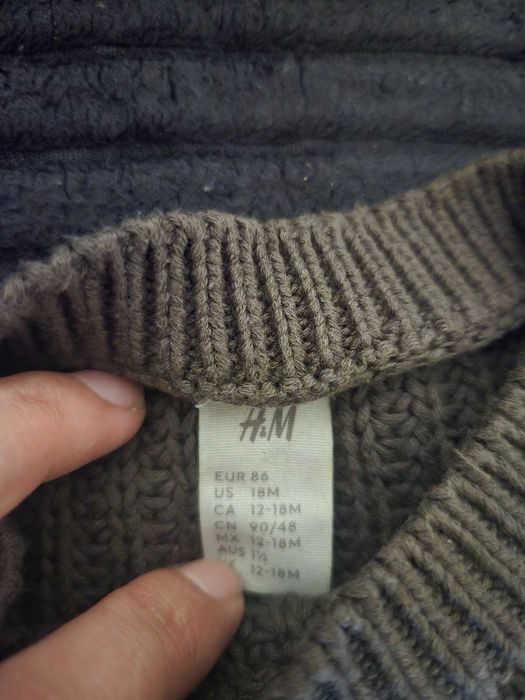 H&M
EUR 86
US 18M
CA 12-18M
CN 90/48
MX 12-18M
AUS 1½
12-18M